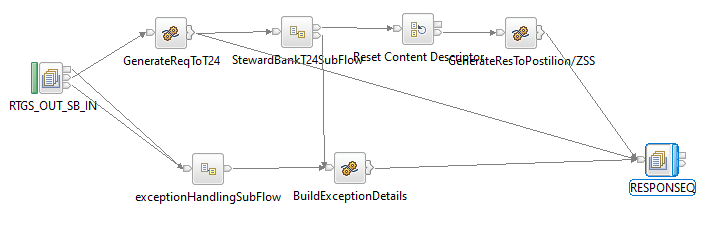 GenerateReqToT24
StewardBankT24SubFlow
Reset Content Descriptor
GenerateResToPostilion/ZSS
RTGS_OUT_SB_IN
exceptionHandlingSubFlow
BuildExceptionDetails
RESPONSEQ